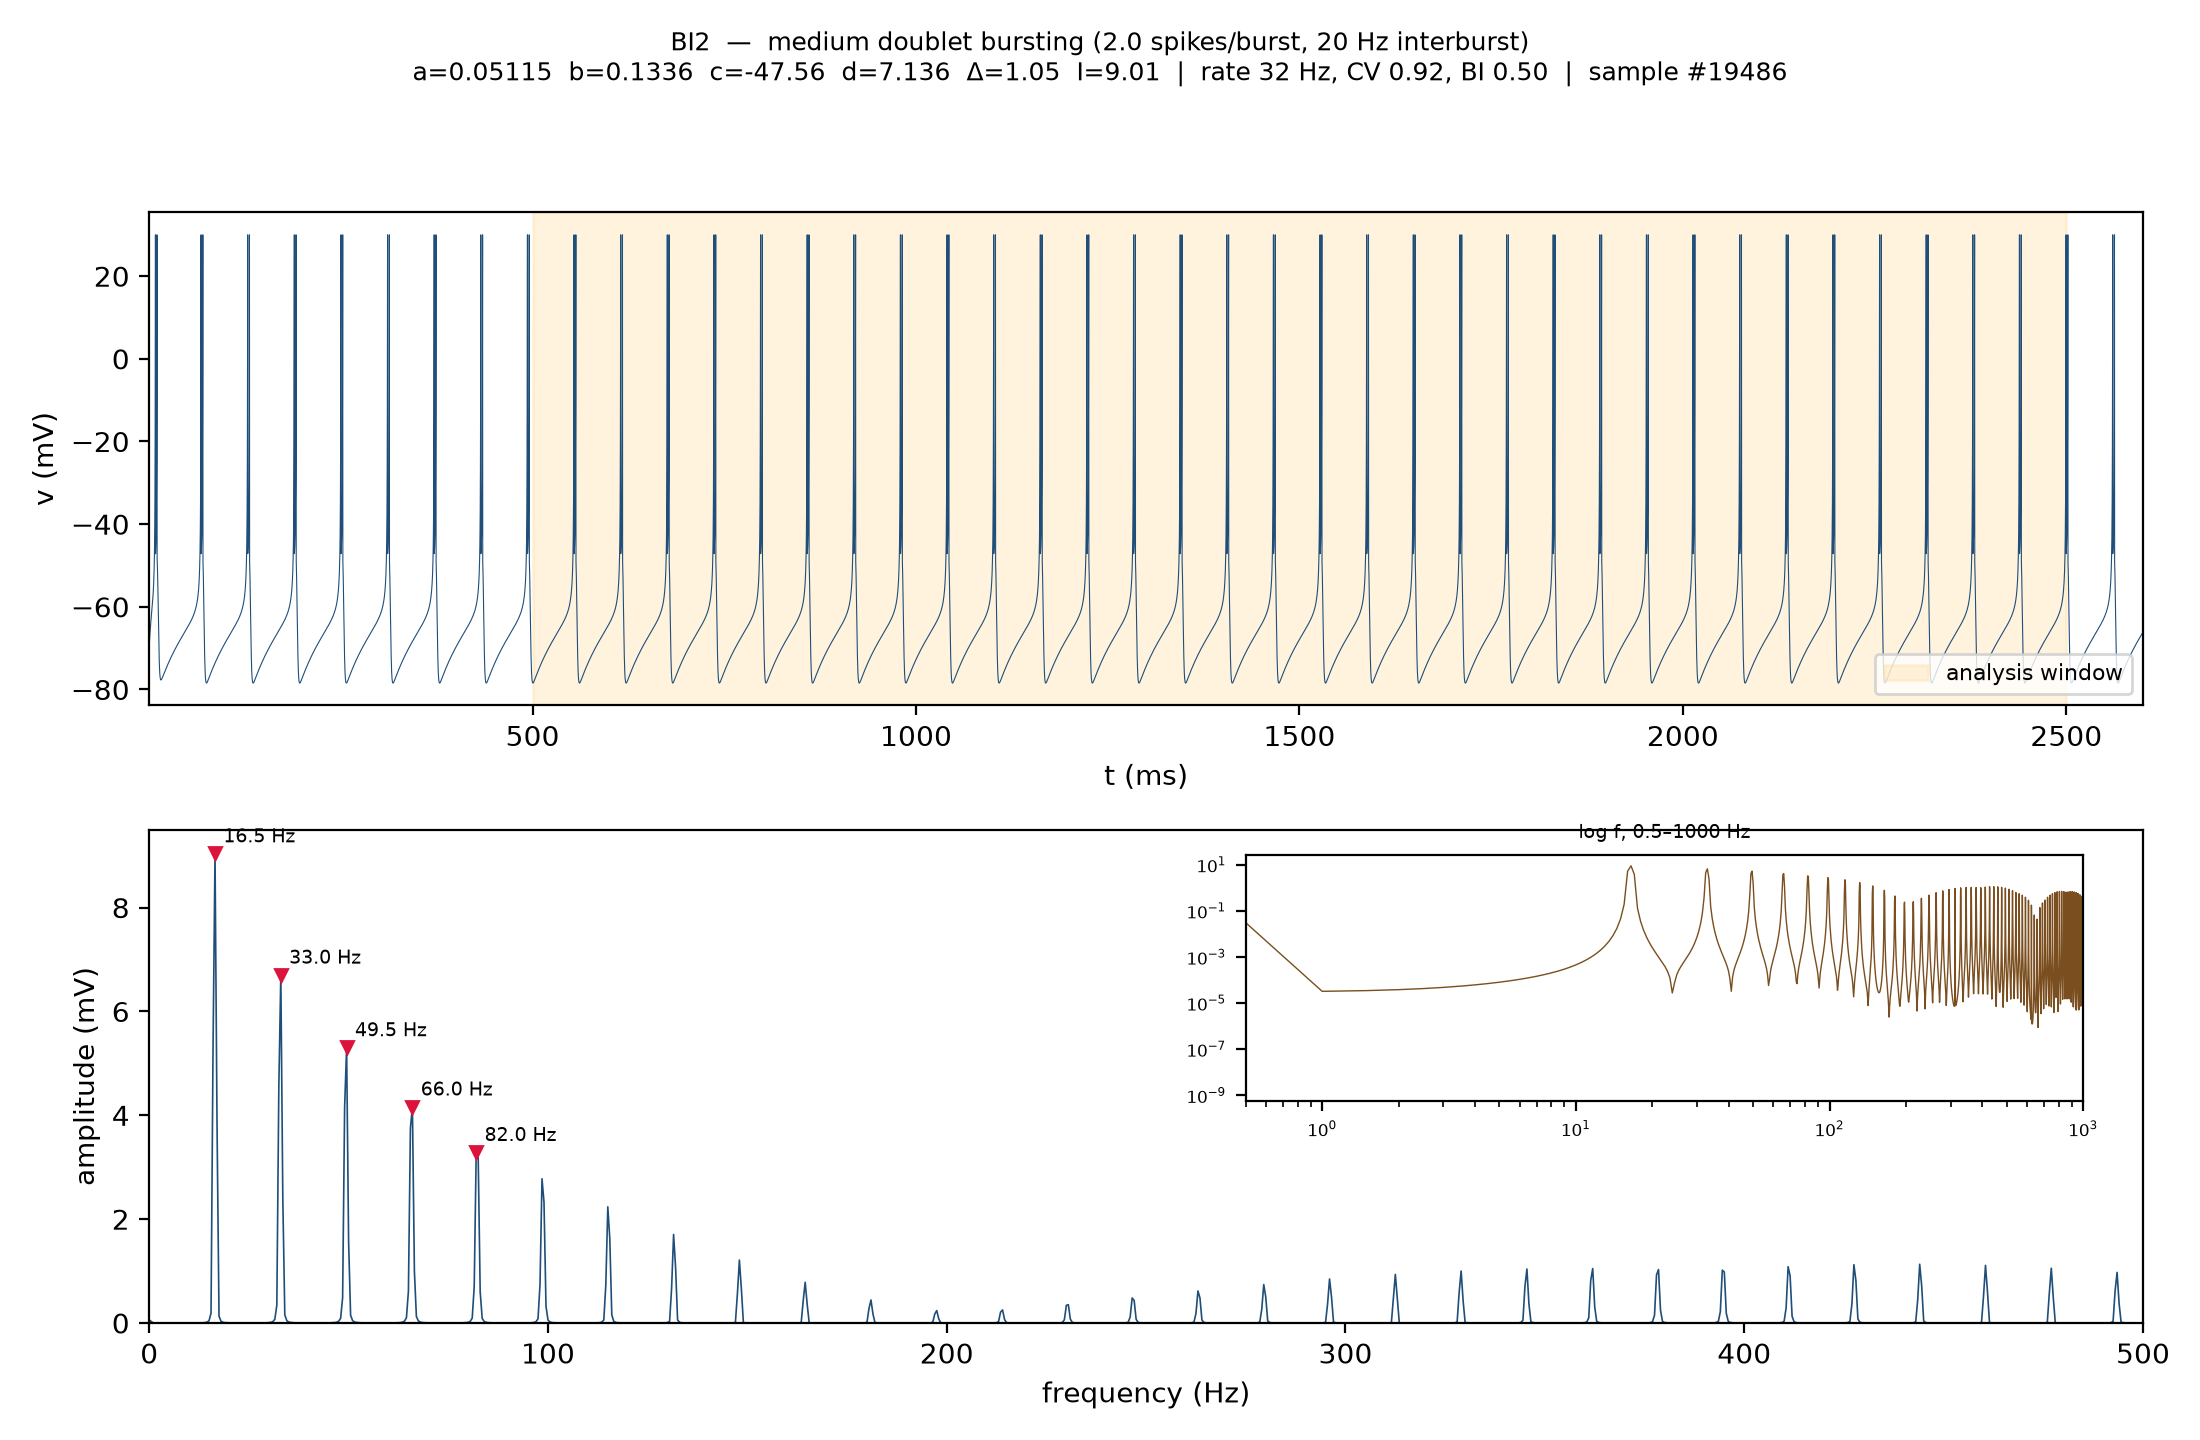 BI2 — medium doublet bursting (2.0 spikes/burst, 20 Hz interburst)
a=0.05115 b=0.1336 c=-47.56 d=7.136 Δ=1.05 I=9.01 | rate 32 Hz, CV 0.92, BI 0.50 | sample #19486
20
0
−20
−40
−60
−80
v (mV)
analysis window
500
1000
1500
2000
2500
t (ms)
16.5 Hz
33.0 Hz
49.5 Hz
66.0 Hz
82.0 Hz
log f, 0.5–1000 Hz
10¹
10⁻¹
10⁻³
10⁻⁵
10⁻⁷
10⁻⁹
10⁰
10¹
10²
10³
8
6
4
2
0
amplitude (mV)
0
100
200
300
400
500
frequency (Hz)